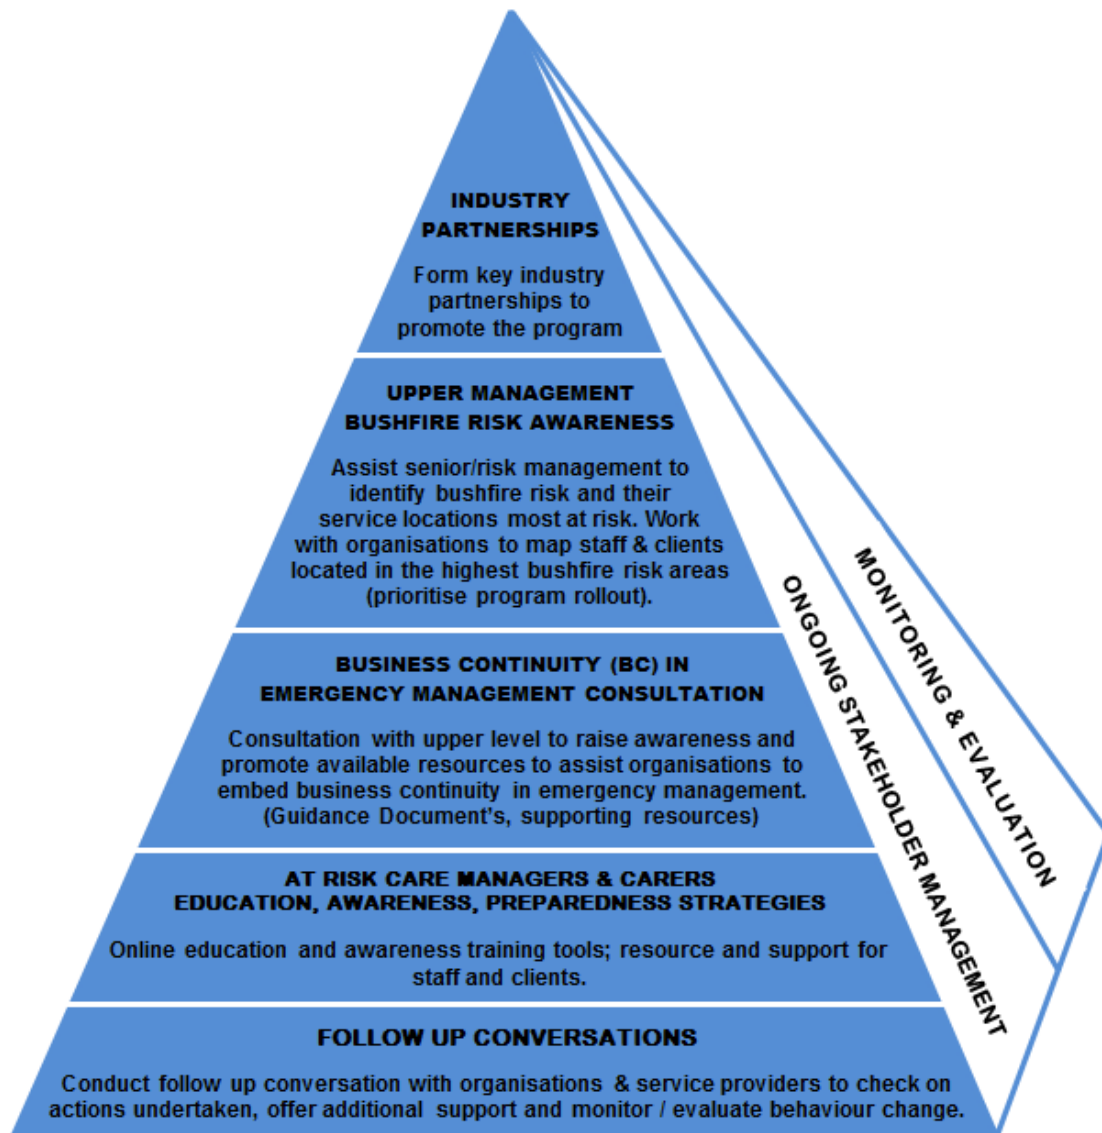 INDUSTRY
PARTNERSHIPS
Form key industry
partnerships to
promote the program
UPPER MANAGEMENT
BUSHFIRE RISK AWARENESS
Assist senior/risk management to
identify bushfire risk and their
service locations most at risk. Work
with organisations to map staff & clients
located in the highest bushfire risk areas
(prioritise program rollout).
BUSINESS CONTINUITY (BC) IN
EMERGENCY MANAGEMENT CONSULTATION
Consultation with upper level to raise awareness and
promote available resources to assist organisations to
embed business continuity in emergency management.
(Guidance Document's, supporting resources)
AT RISK CARE MANAGERS & CARERS
EDUCATION, AWARENESS, PREPAREDNESS STRATEGIES
Online education and awareness training tools; resource and support for
staff and clients.
FOLLOW UP CONVERSATIONS
Conduct follow up conversation with organisations & service providers to check on
actions undertaken, offer additional support and monitor / evaluate behaviour change.
ONGOING STAKEHOLDER MANAGEMENT
MONITORING & EVALUATION